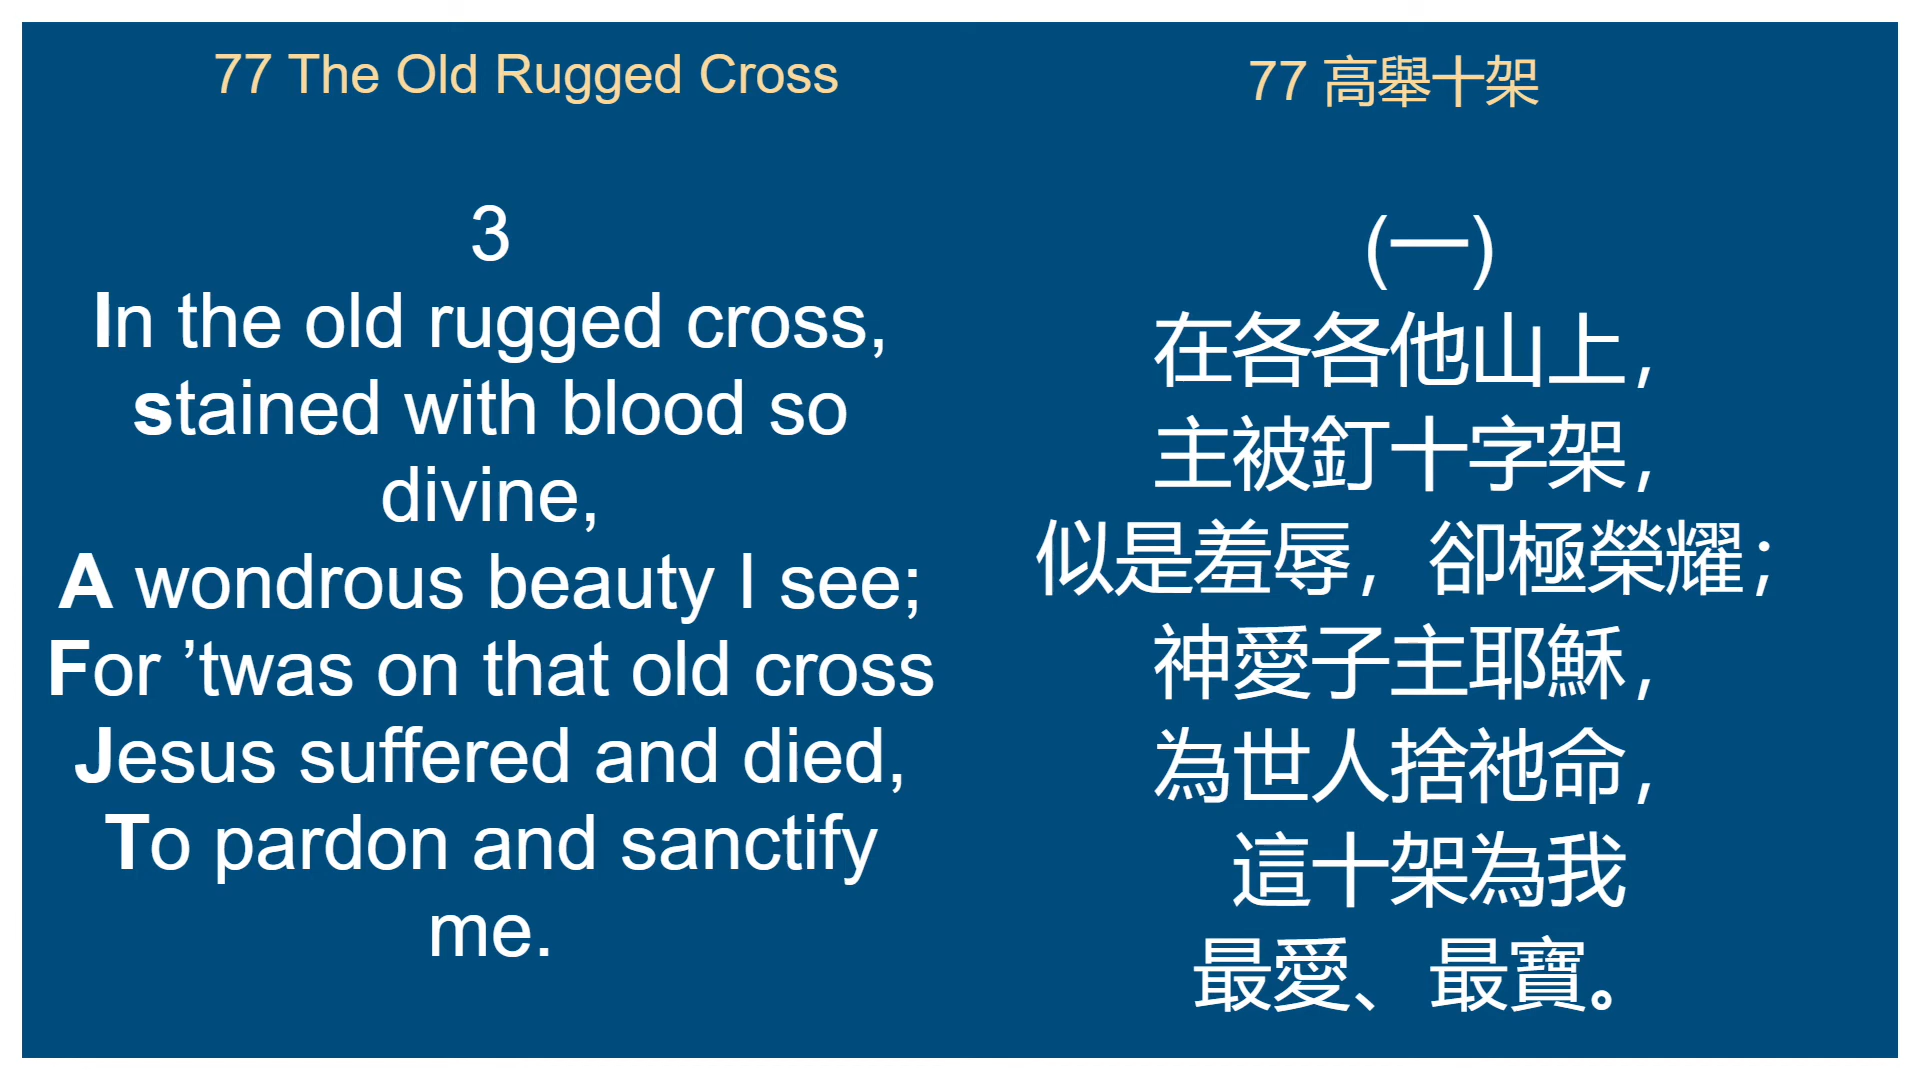 77 The Old Rugged Cross
3
In the old rugged cross,
stained with blood so
divine,
A wondrous beauty I see;
For ’twas on that old cross
Jesus suffered and died,
To pardon and sanctify
me.
77 高舉十架
(一)
在各各他山上，
主被釘十字架，
似是羞辱，卻極榮耀；
神愛子主耶穌，
為世人捨祂命，
這十架為我
最愛、最寶。